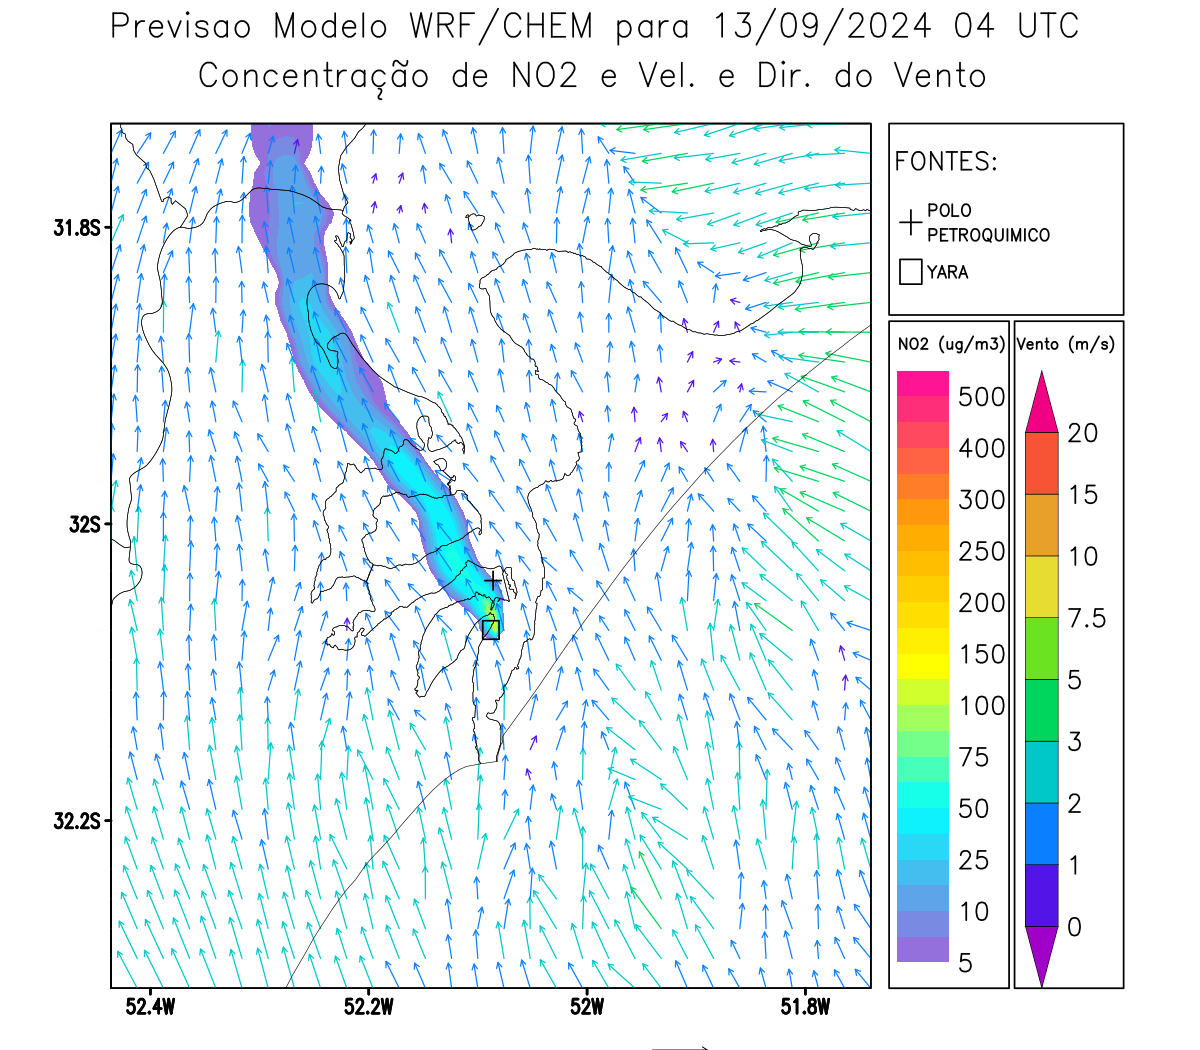 Previsao Modelo WRF/CHEM para 13/09/2024 04 UTC
Concentração de NO2 e Vel. e Dir. do Vento
FONTES:
POLO
PETROQUIMICO
YARA
NO2 (ug/m3)
500
400
300
250
200
150
100
75
50
25
10
5
Vento (m/s)
20
15
10
7.5
5
3
2
1
0
31.8S
32S
32.2S
52.4W
52.2W
52W
51.8W